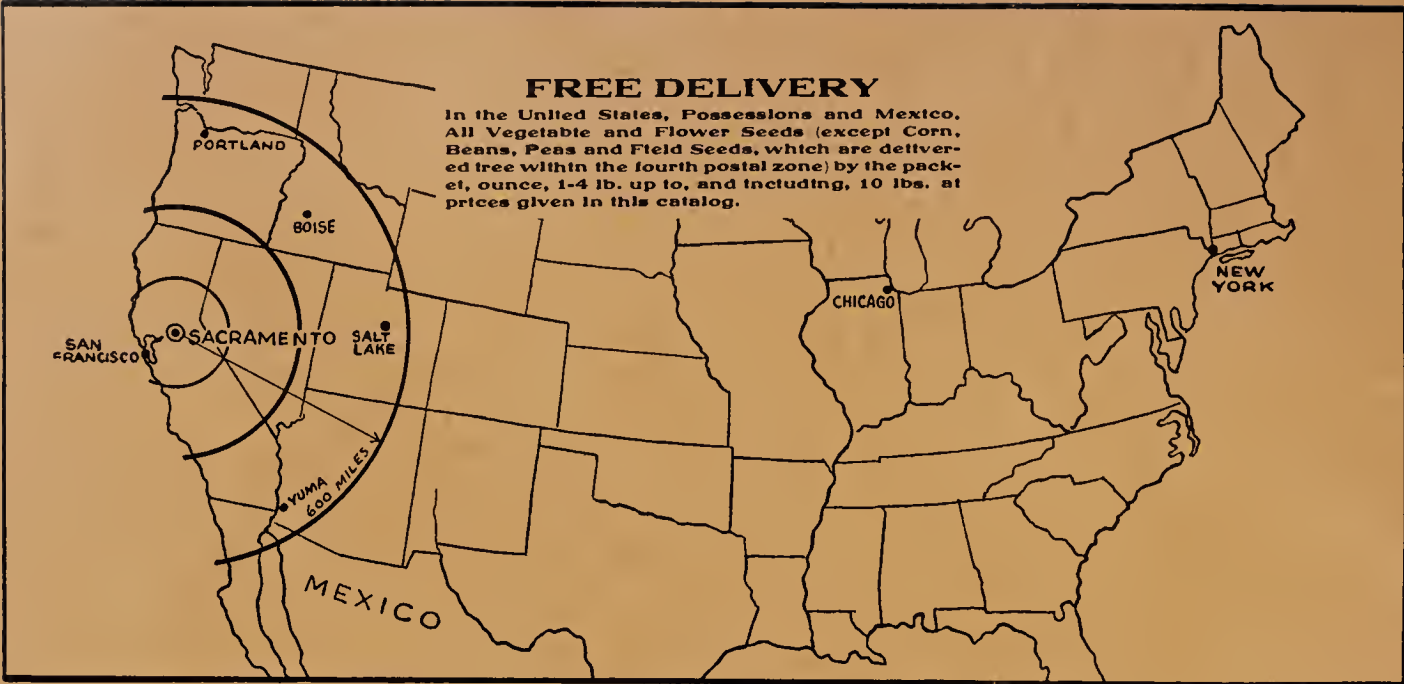 FREE DELIVERY
In the United States, Possessions and Mexico.
All Vegetable and Flower Seeds (except Corn,
Beans, Peas and Field Seeds, which are deliver-
ed free within the fourth postal zone) by the pack-
et, ounce, 1-4 lb. up to, and including, 10 lbs. at
prices given in this catalog.
PORTLAND
BOISE
NEW
YORK
CHICAGO
SACRAMENTO
SALT
LAKE
SAN
FRANCISCO
YUMA
600 MILES
MEXICO